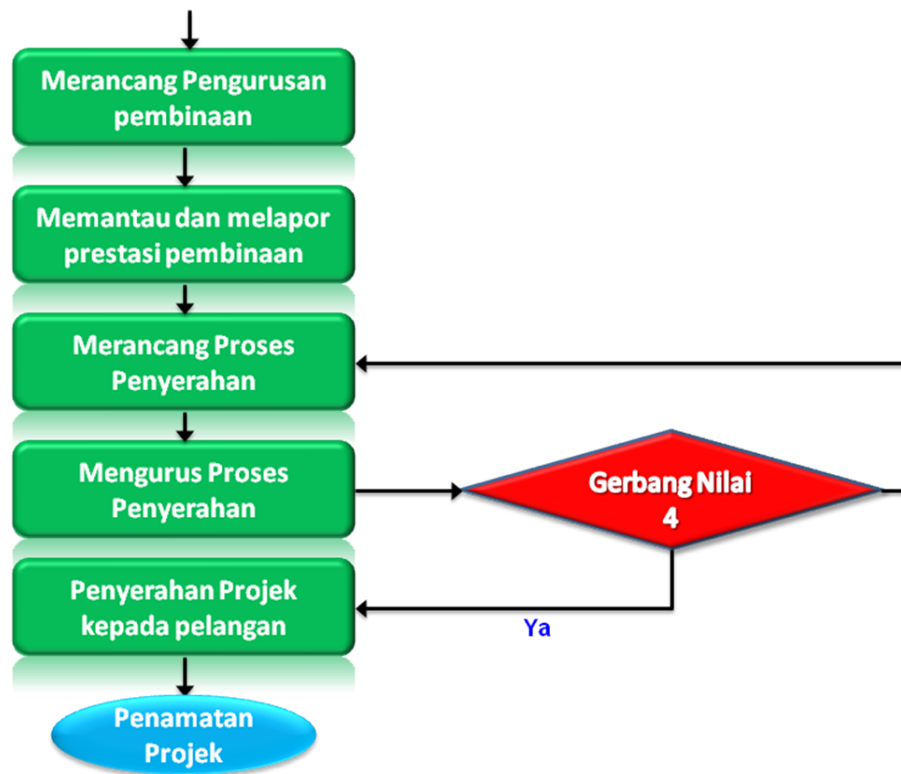 Merancang Pengurusan
pembinaan
Memantau dan melapor
prestasi pembinaan
Merancang Proses
Penyerahan
Mengurus Proses
Penyerahan
Gerbang Nilai
4
Penyerahan Projek
kepada pelangan
Ya
Penamatan
Projek